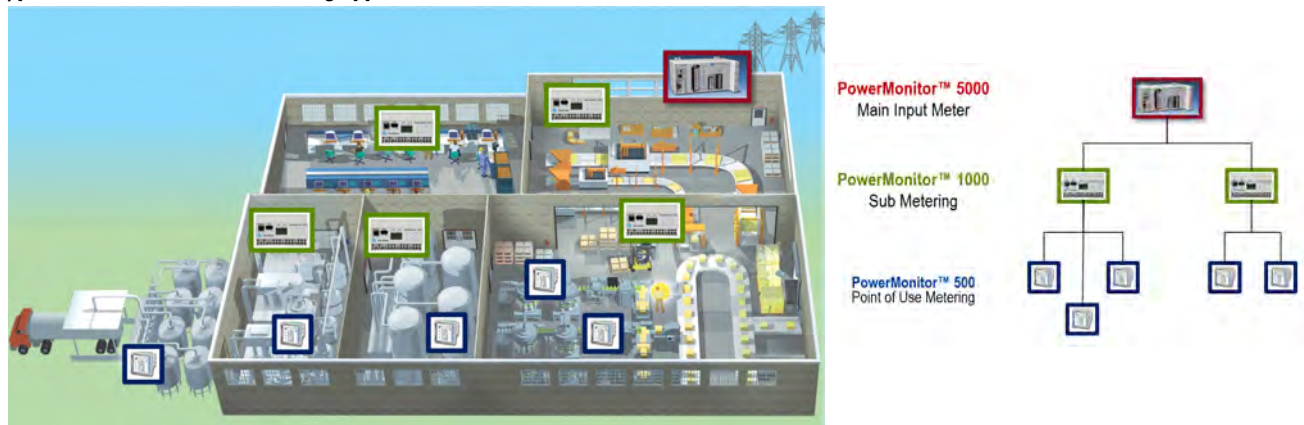 PowerMonitor™ 5000
Main Input Meter
PowerMonitor™ 1000
Sub Metering
PowerMonitor™ 500
Point of Use Metering